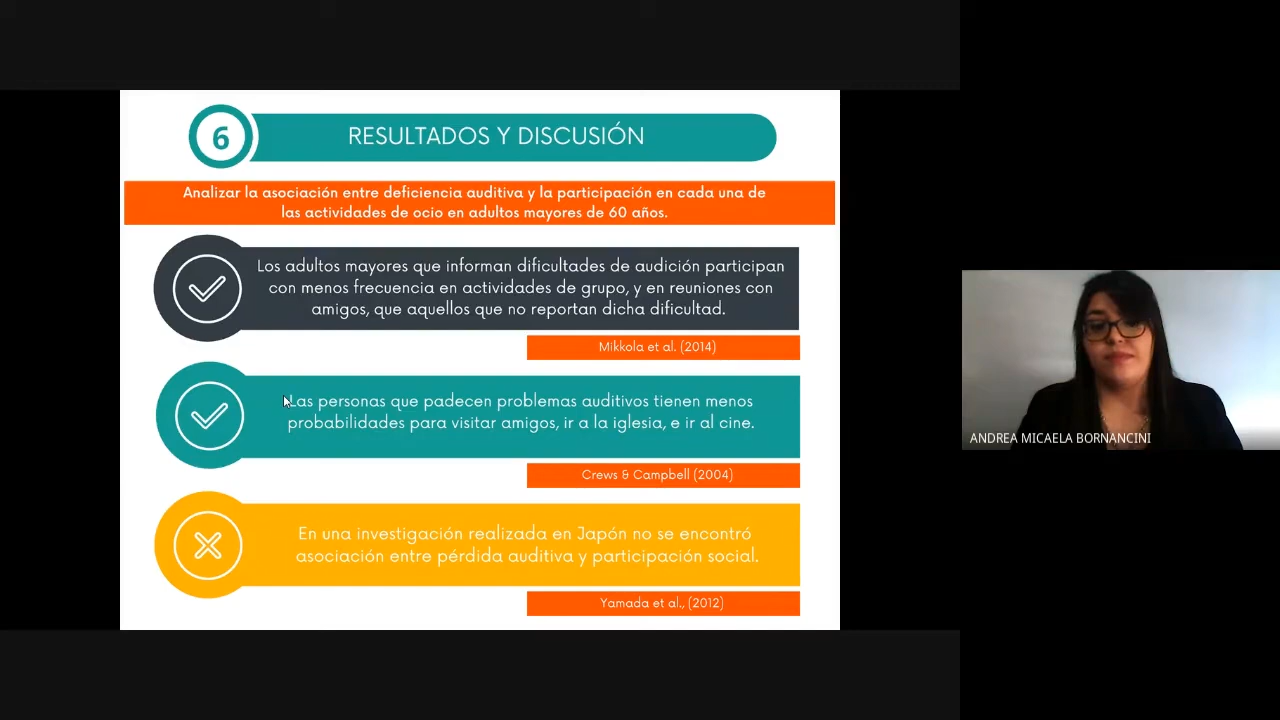 6
RESULTADOS Y DISCUSIÓN
Analizar la asociación entre deficiencia auditiva y la participación en cada una de
las actividades de ocio en adultos mayores de 60 años.
Los adultos mayores que informan dificultades de audición participan
con menos frecuencia en actividades de grupo, y en reuniones con
amigos, que aquellos que no reportan dicha dificultad.
Mikkola et al. (2014)
Las personas que padecen problemas auditivos tienen menos
probabilidades para visitar amigos, ir a la iglesia, e ir al cine.
Crews & Campbell (2004)
En una investigación realizada en Japón no se encontró
asociación entre pérdida auditiva y participación social.
Yamada et al., (2012)
ANDREA MICAELA BORNANCINI